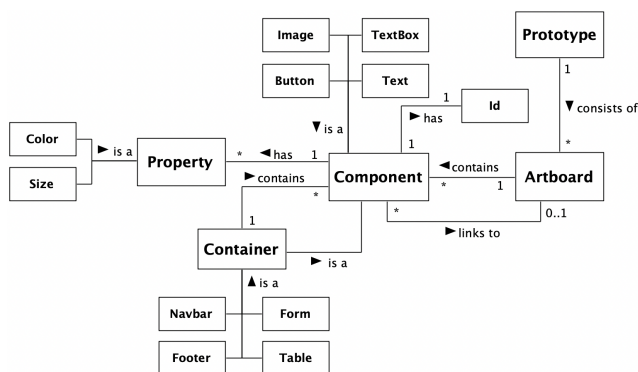 Image
TextBox
Prototype
Button
Text
1
Id
1
► has
▼ consists of
Color
► is a
▼ is a
1
*
Property
*
◄ has
1
Component
◄ contains
Artboard
Size
► contains
*
*
1
1
*
0..1
► links to
Container
► is a
▲ is a
Navbar
Form
Footer
Table